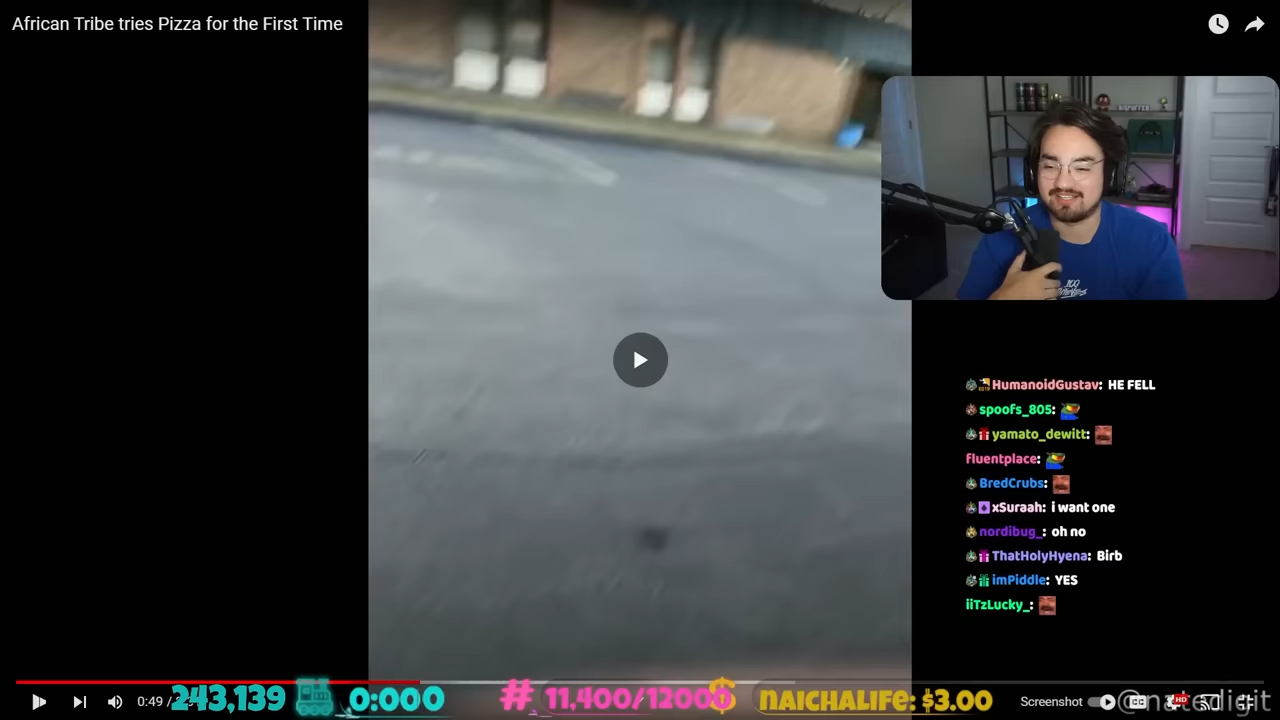 African Tribe tries Pizza for the First Time
HumanoidGustav: HE FELL
spoofs_805:
yamato_dewitt:
fluentplace:
BredCrubs:
xSuraah: i want one
nordibug_: oh no
ThatHolyHyena: Birb
imPiddle: YES
iiTzLucky_:
0:49 /
243,139
0:000
# 11,400/12000
NAICHALIFE: $3.00
Screenshot
CC
HD